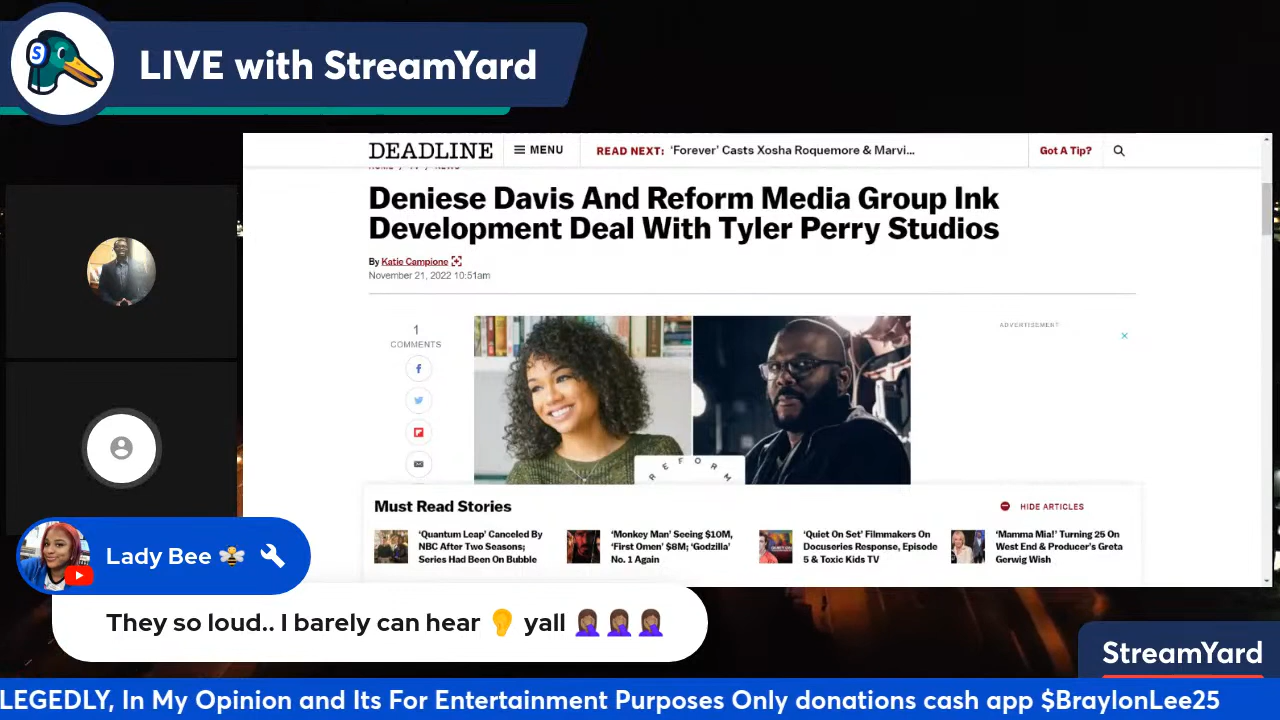 S
LIVE with StreamYard
DEADLINE
MENU
READ NEXT: ‘Forever’ Casts Xosha Roquemore & Marvi...
Got A Tip?
HOME / TV / NEWS
Deniese Davis And Reform Media Group Ink
Development Deal With Tyler Perry Studios
By Katie Campione
November 21, 2022 10:51am
1
COMMENTS
ADVERTISEMENT
REFORM
Must Read Stories
HIDE ARTICLES
‘Quantum Leap’ Canceled By
NBC After Two Seasons;
Series Had Been On Bubble
‘Monkey Man’ Seeing $10M,
‘First Omen’ $8M; ‘Godzilla’
No. 1 Again
‘Quiet On Set’ Filmmakers On
Docuseries Response, Episode
5 & Toxic Kids TV
‘Mamma Mia!’ Turning 25 On
West End & Producer’s Greta
Gerwig Wish
Lady Bee 🐝
They so loud.. I barely can hear 👂 yall 🤦🏾‍♀️🤦🏾‍♀️🤦🏾‍♀️
StreamYard
LEGEDLY, In My Opinion and Its For Entertainment Purposes Only donations cash app $BraylonLee25